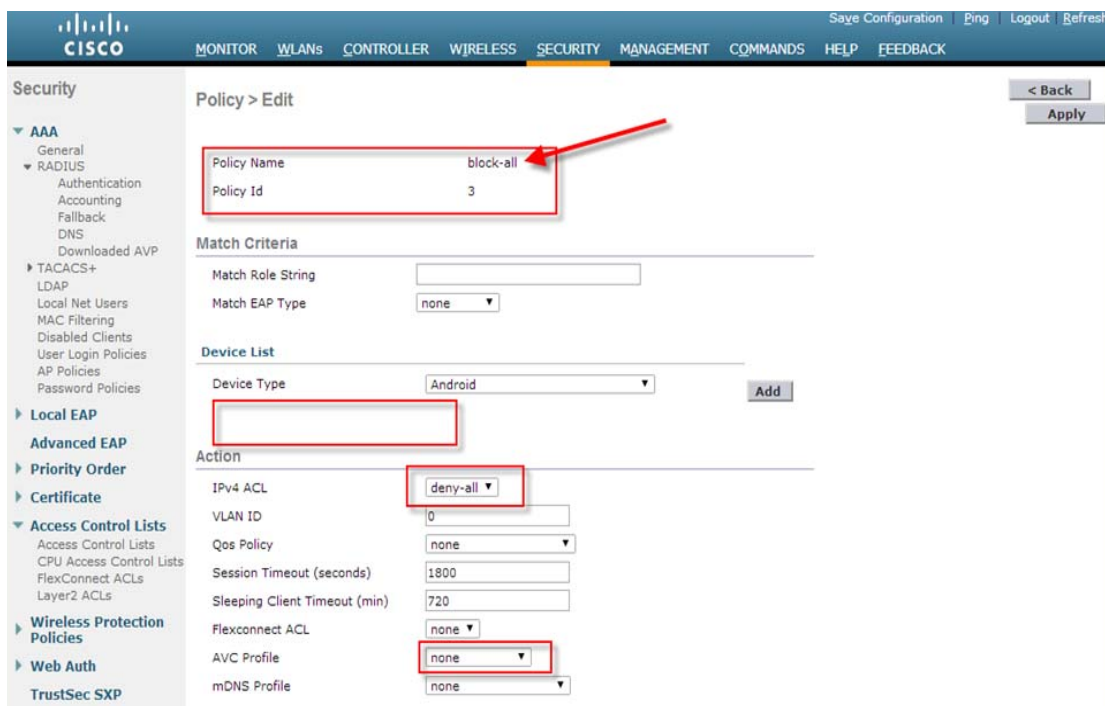 Save Configuration Ping Logout Refresh
CISCO
MONITOR WLANs CONTROLLER WIRELESS SECURITY MANAGEMENT COMMANDS HELP FEEDBACK
Security
AAA
General
RADIUS
Authentication
Accounting
Fallback
DNS
Downloaded AVP
TACACS+
LDAP
Local Net Users
MAC Filtering
Disabled Clients
User Login Policies
AP Policies
Password Policies
Local EAP
Advanced EAP
Priority Order
Certificate
Access Control Lists
Access Control Lists
CPU Access Control Lists
FlexConnect ACLs
Layer2 ACLs
Wireless Protection
Policies
Web Auth
TrustSec SXP
Policy > Edit
< Back
Apply
Policy Name block-all
Policy Id 3
Match Criteria
Match Role String
Match EAP Type none
Device List
Device Type Android Add
Action
IPv4 ACL deny-all
VLAN ID 0
Qos Policy none
Session Timeout (seconds) 1800
Sleeping Client Timeout (min) 720
Flexconnect ACL none
AVC Profile none
mDNS Profile none